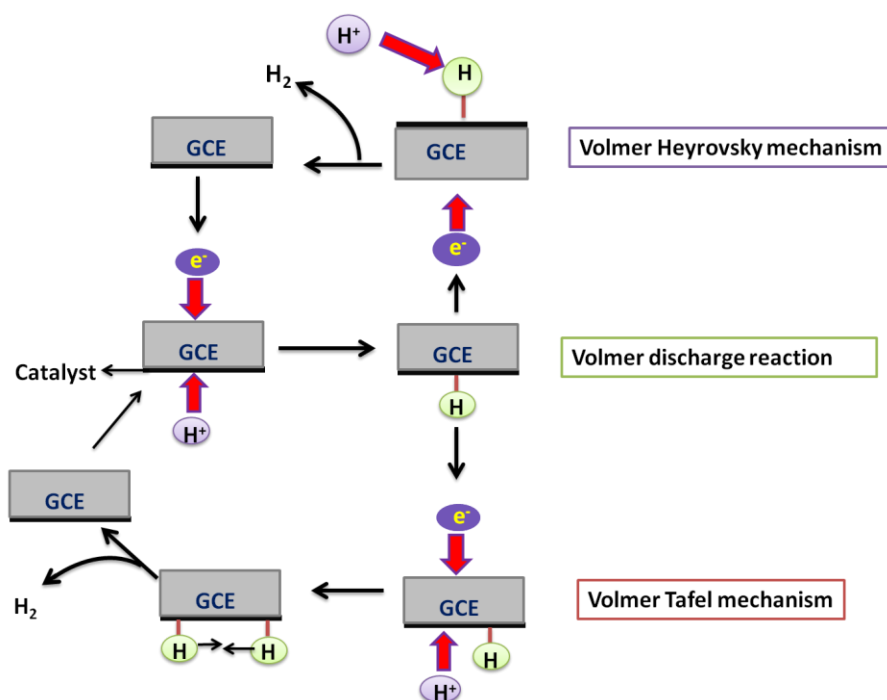 H⁺
H
H₂
GCE
GCE
Volmer Heyrovsky mechanism
e⁻
e⁻
GCE
GCE
Volmer discharge reaction
Catalyst
H
H⁺
GCE
e⁻
H₂
GCE
GCE
Volmer Tafel mechanism
H
H
H
H⁺